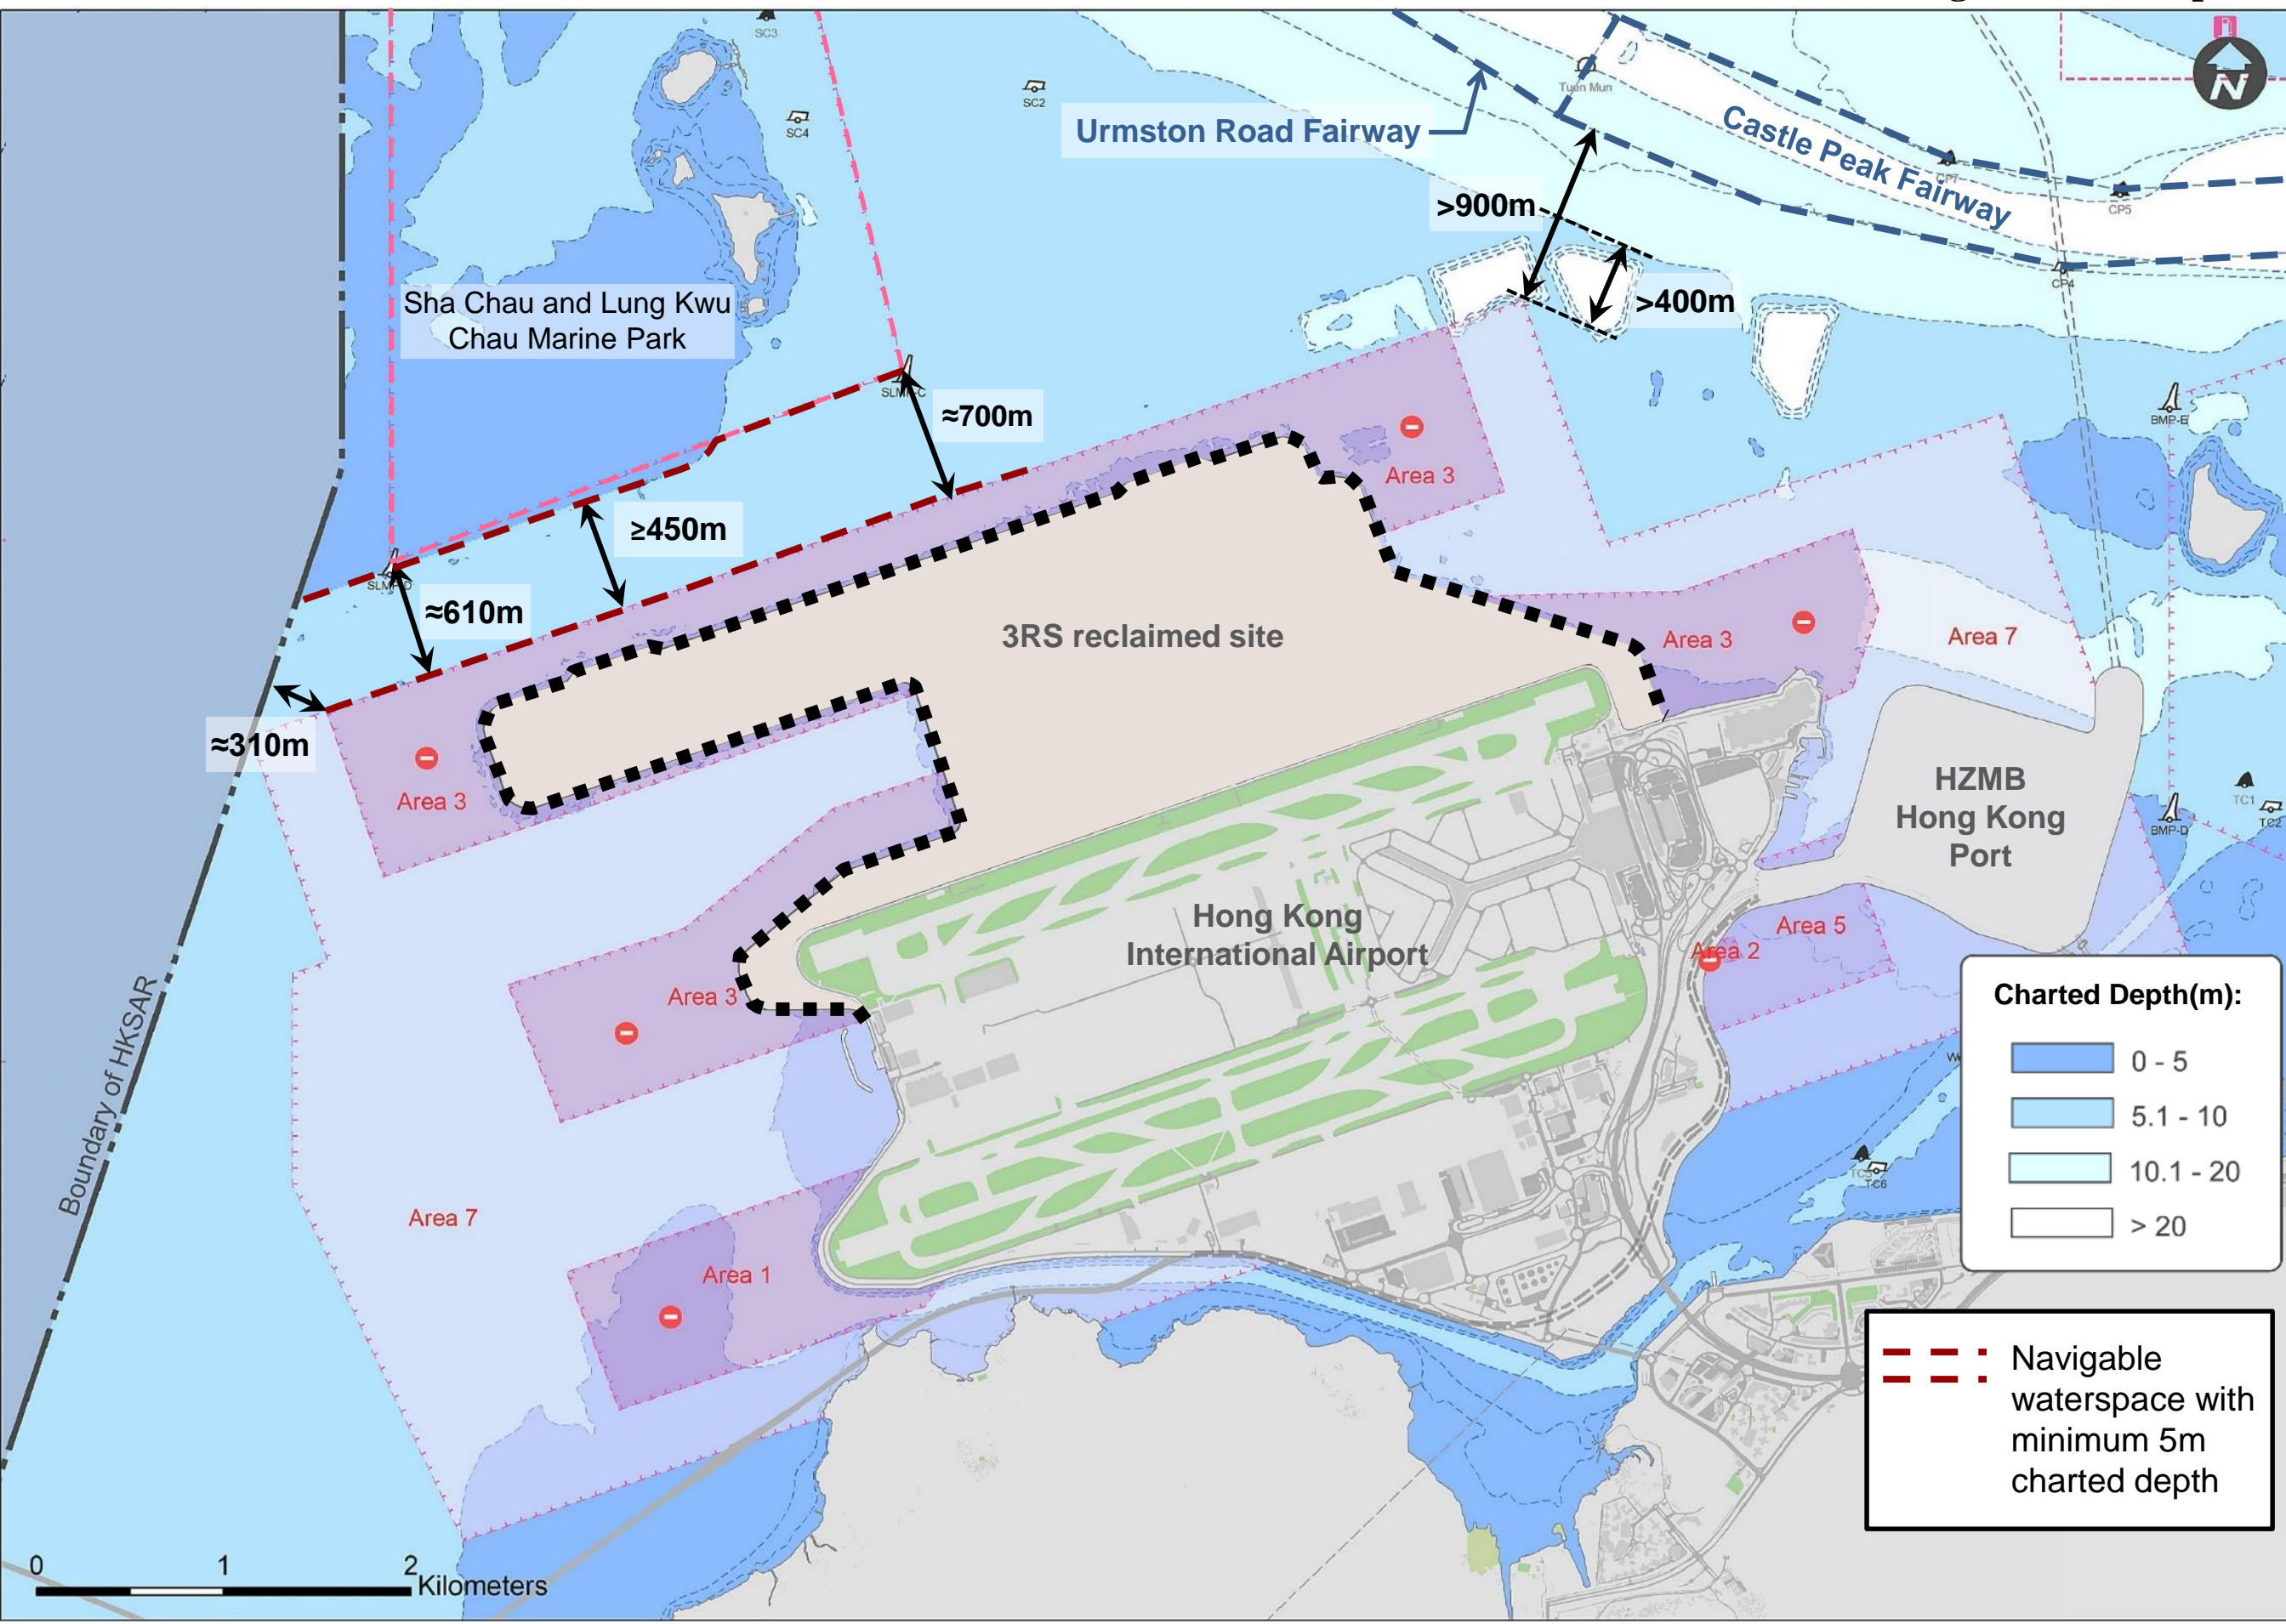 SC3
SC2
SC4
Tuen Mun
Urmston Road Fairway
Castle Peak Fairway
CP7
CP5
CP4
>900m
>400m
Sha Chau and Lung Kwu
Chau Marine Park
SLMP-C
≈700m
BMP-E
Area 3
≥450m
SLMP-D
≈610m
3RS reclaimed site
Area 3
Area 7
≈310m
Area 3
HZMB
Hong Kong
Port
TC1
TC2
BMP-D
Hong Kong
International Airport
Area 5
Area 2
Area 3
Boundary of HKSAR
Charted Depth(m):
0 - 5
5.1 - 10
10.1 - 20
> 20
TC6
Area 7
Area 1
Navigable
waterspace with
minimum 5m
charted depth
0 1 2
Kilometers
N